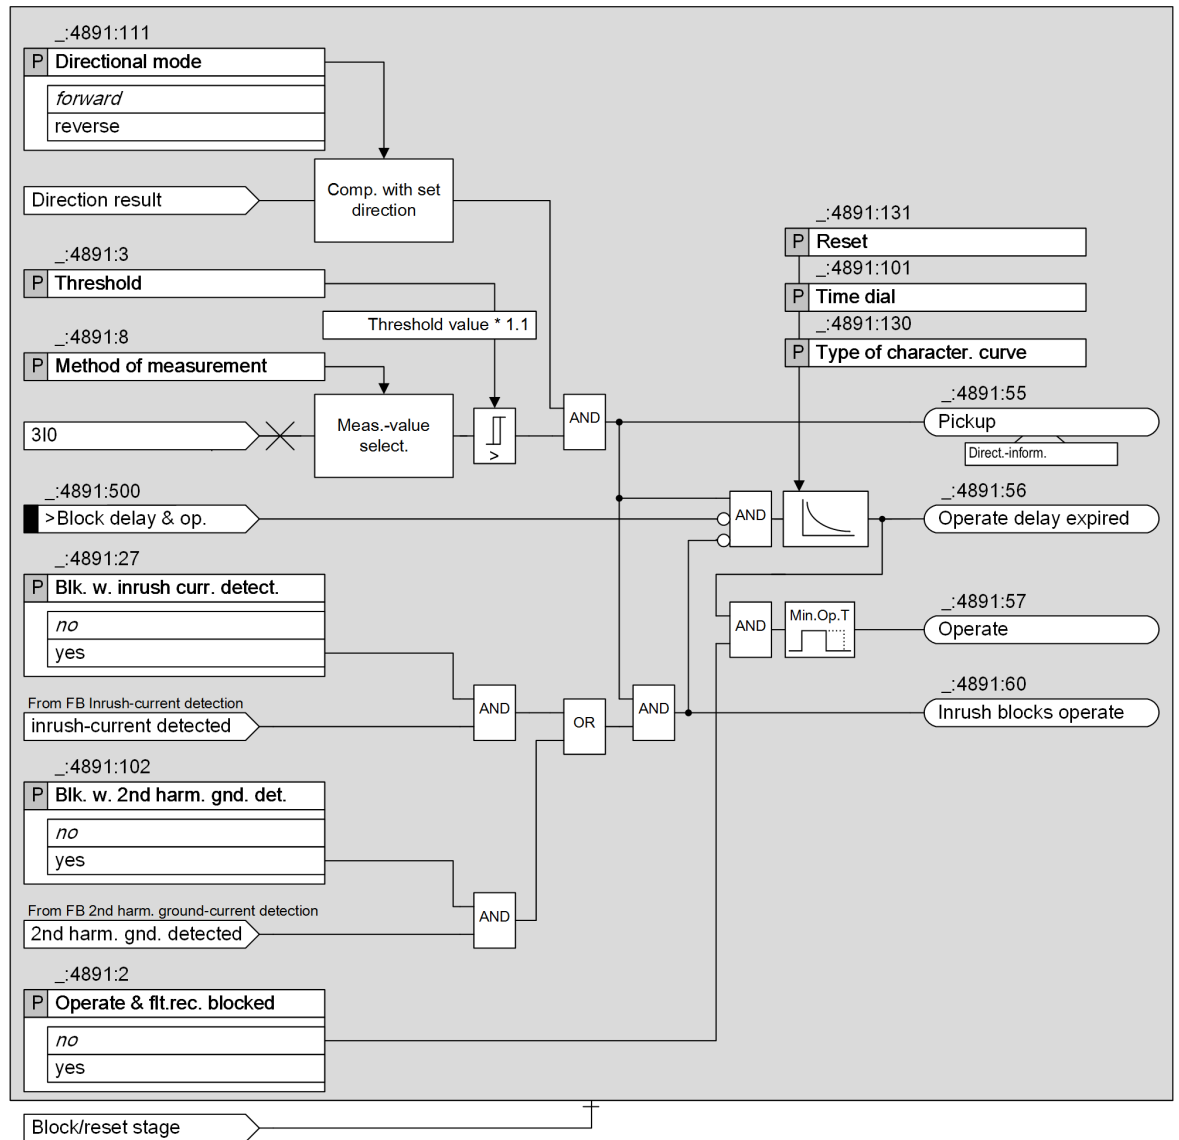 _:4891:111
P Directional mode
forward
reverse
Direction result
Comp. with set
direction
_:4891:3
P Threshold
Threshold value * 1.1
_:4891:8
P Method of measurement
3I0
Meas.-value
select.
>
AND
_:4891:131
P Reset
_:4891:101
P Time dial
_:4891:130
P Type of character. curve
_:4891:55
Pickup
Direct.-inform.
_:4891:500
>Block delay & op.
AND
_:4891:56
Operate delay expired
_:4891:27
P Blk. w. inrush curr. detect.
no
yes
AND
Min.Op.T
_:4891:57
Operate
From FB Inrush-current detection
inrush-current detected
AND
OR
AND
_:4891:60
Inrush blocks operate
_:4891:102
P Blk. w. 2nd harm. gnd. det.
no
yes
From FB 2nd harm. ground-current detection
2nd harm. gnd. detected
AND
_:4891:2
P Operate & flt.rec. blocked
no
yes
Block/reset stage